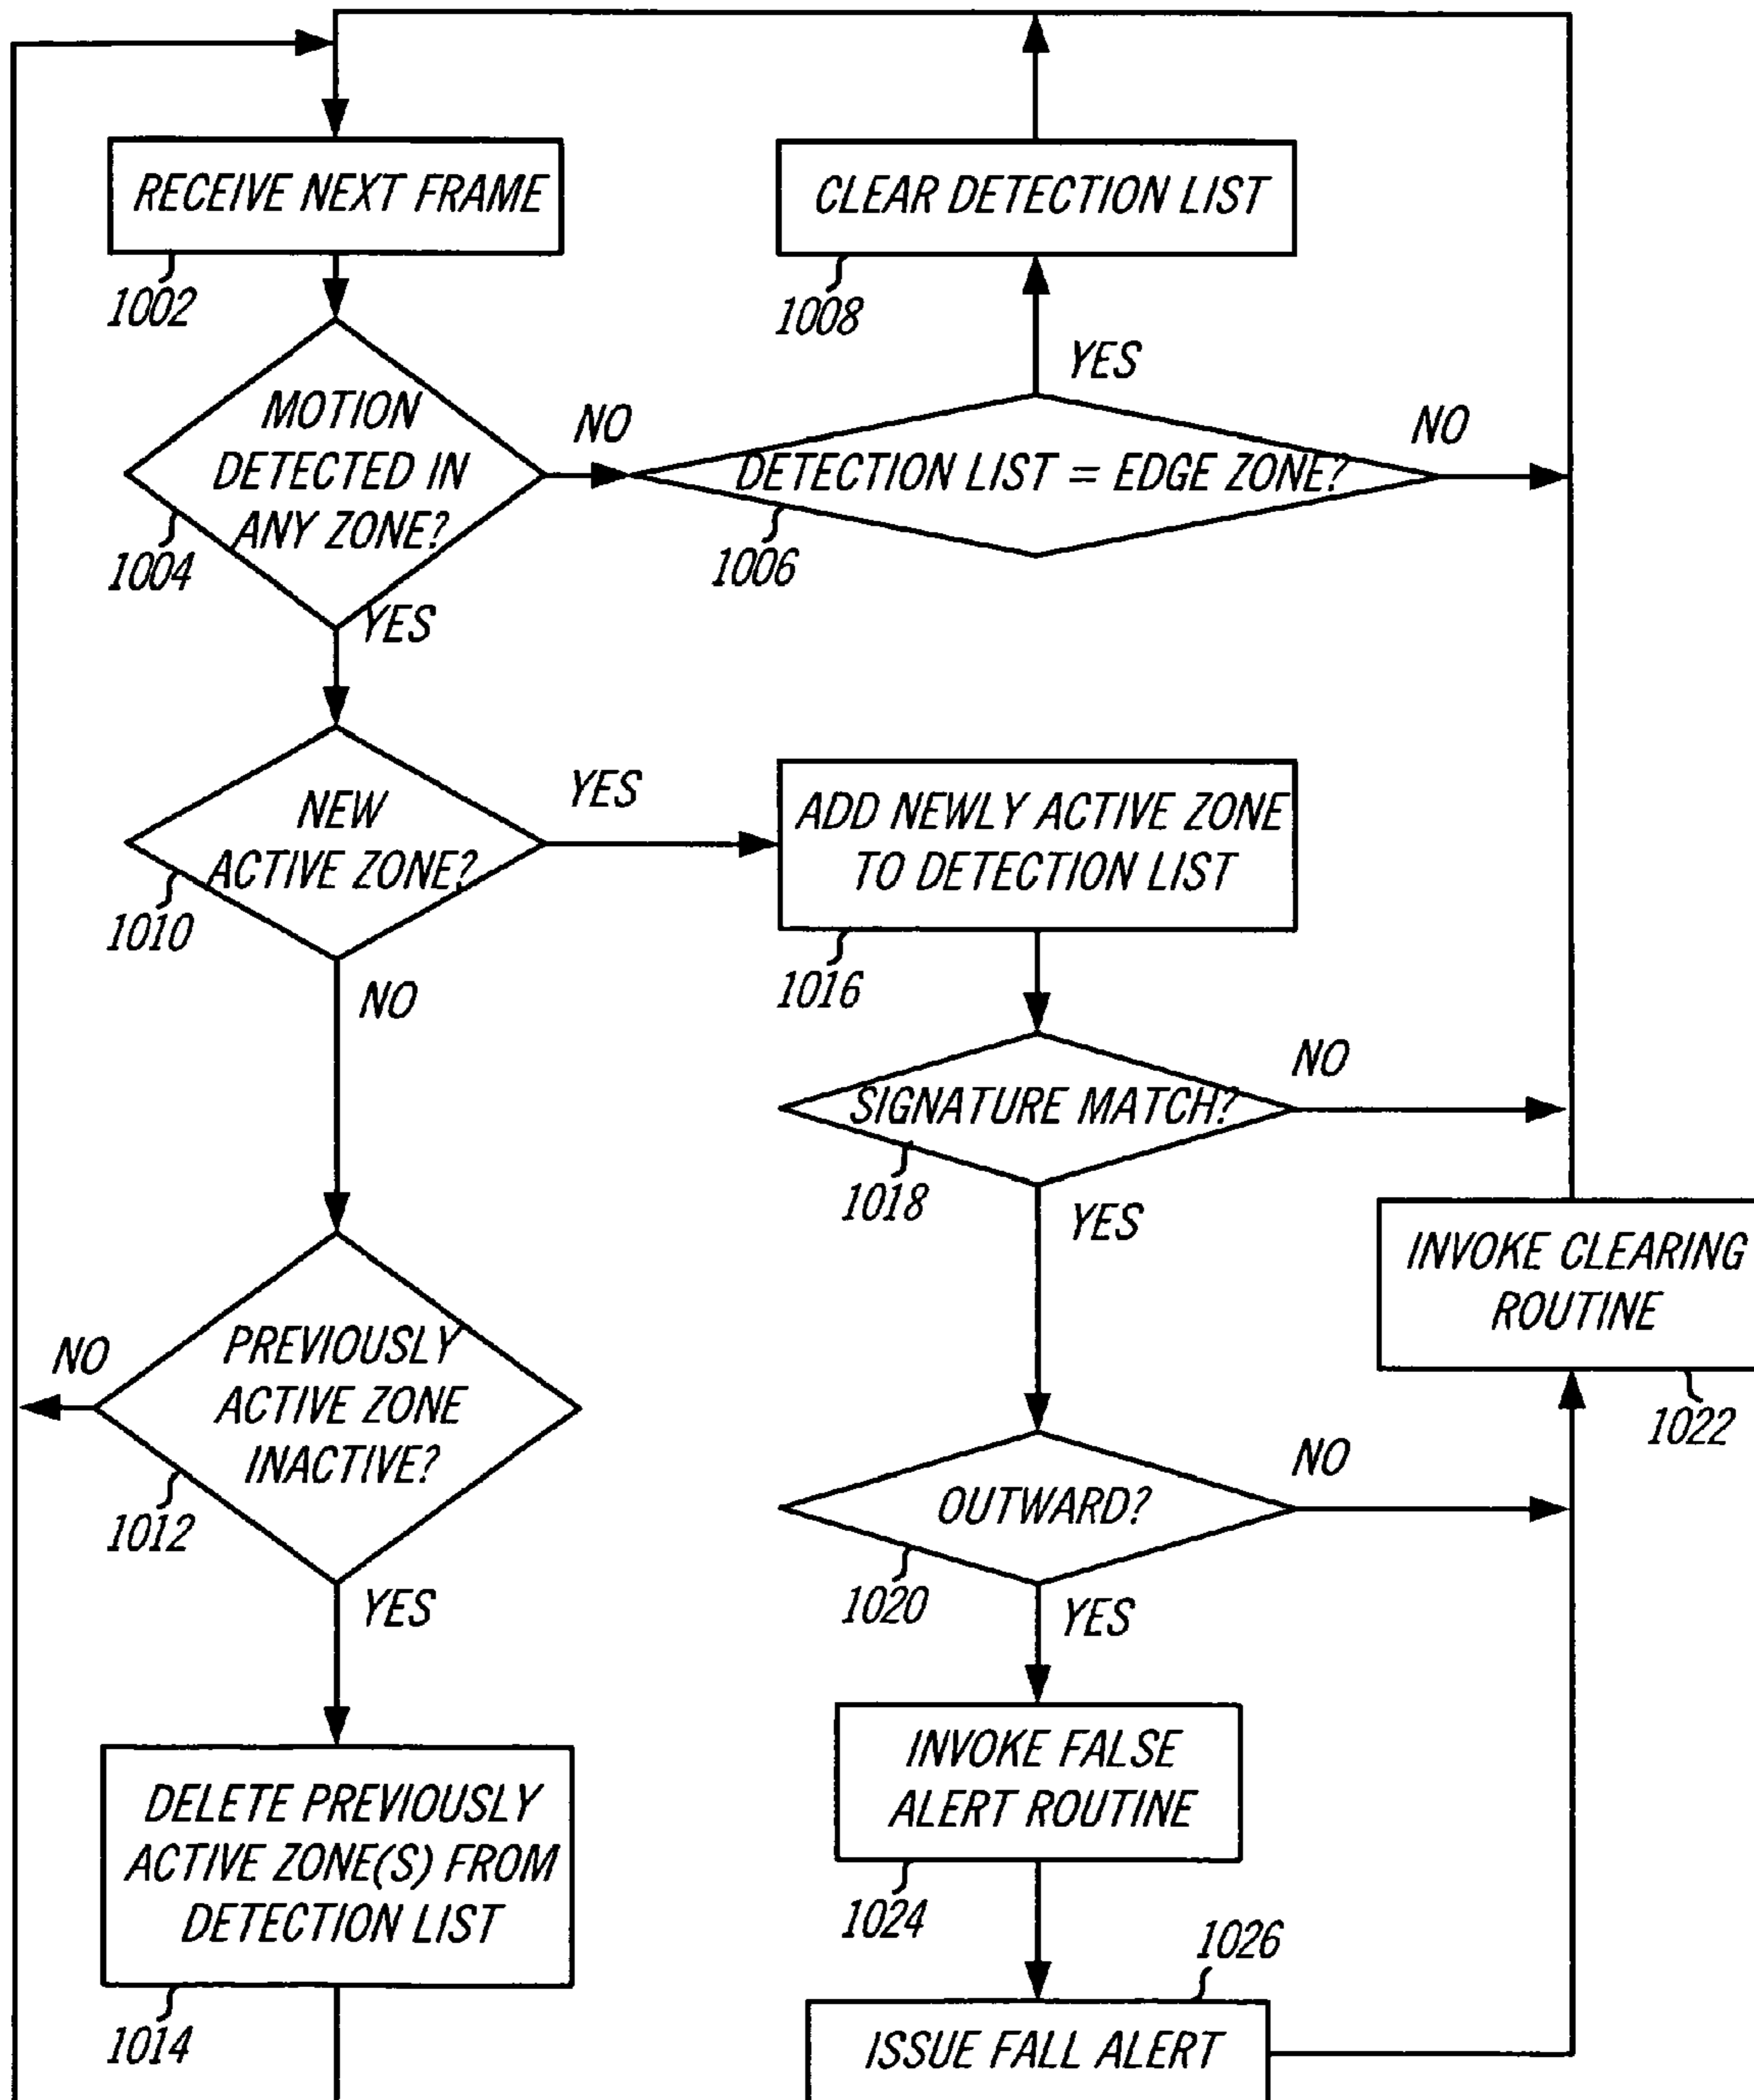 RECEIVE NEXT FRAME
1002
CLEAR DETECTION LIST
1008
MOTION
DETECTED IN
ANY ZONE?
1004
NO
YES
YES
DETECTION LIST = EDGE ZONE?
1006
NO
NEW
ACTIVE ZONE?
1010
YES
NO
ADD NEWLY ACTIVE ZONE
TO DETECTION LIST
1016
SIGNATURE MATCH?
1018
NO
YES
INVOKE CLEARING
ROUTINE
1022
PREVIOUSLY
ACTIVE ZONE
INACTIVE?
1012
NO
YES
OUTWARD?
1020
NO
YES
DELETE PREVIOUSLY
ACTIVE ZONE(S) FROM
DETECTION LIST
1014
INVOKE FALSE
ALERT ROUTINE
1024
1026
ISSUE FALL ALERT